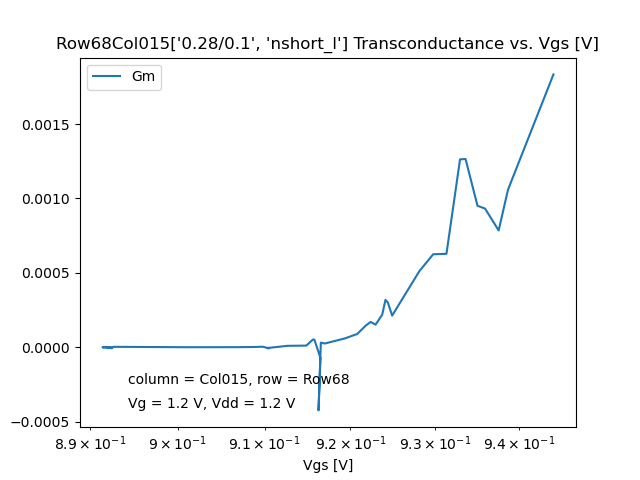 Row68Col015['0.28/0.1', 'nshort_l'] Transconductance vs. Vgs [V]
Gm
0.0015
0.0010
0.0005
0.0000
−0.0005
column = Col015, row = Row68
Vg = 1.2 V, Vdd = 1.2 V
8.9 × 10⁻¹ 9 × 10⁻¹ 9.1 × 10⁻¹ 9.2 × 10⁻¹ 9.3 × 10⁻¹ 9.4 × 10⁻¹
Vgs [V]